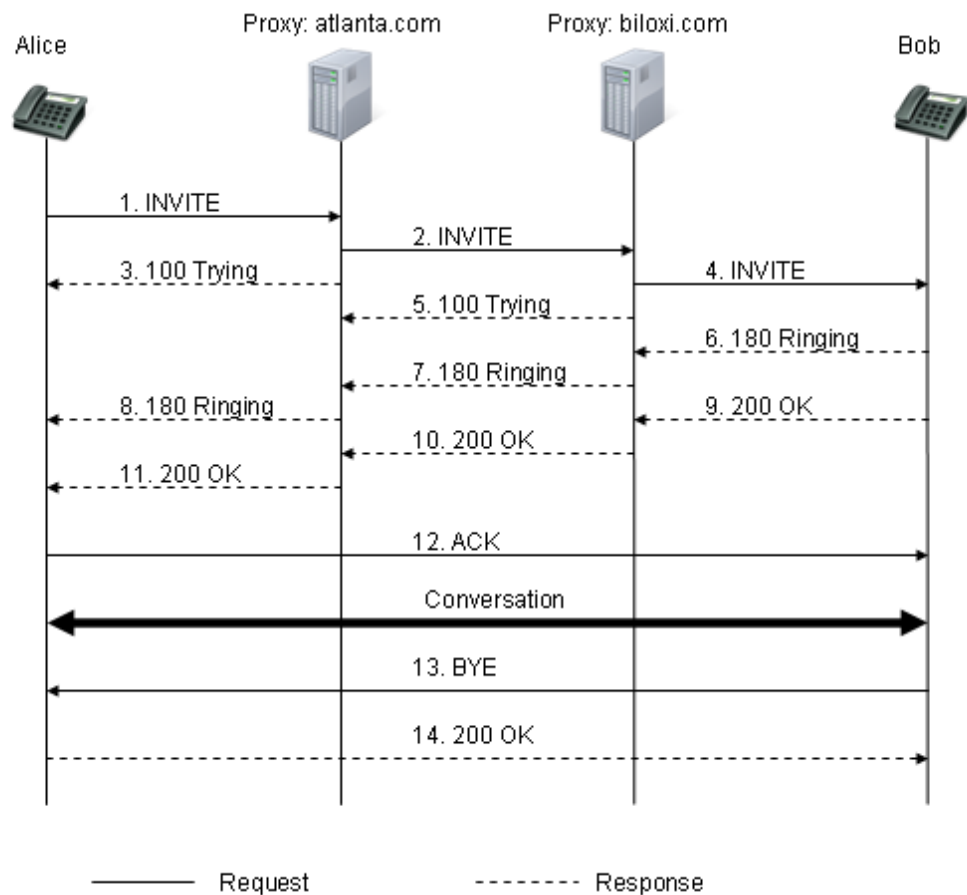 Proxy: atlanta.com
Proxy: biloxi.com
Alice
Bob
1. INVITE
2. INVITE
3. 100 Trying
4. INVITE
5. 100 Trying
6. 180 Ringing
7. 180 Ringing
8. 180 Ringing
9. 200 OK
10. 200 OK
11. 200 OK
12. ACK
Conversation
13. BYE
14. 200 OK
Request
Response